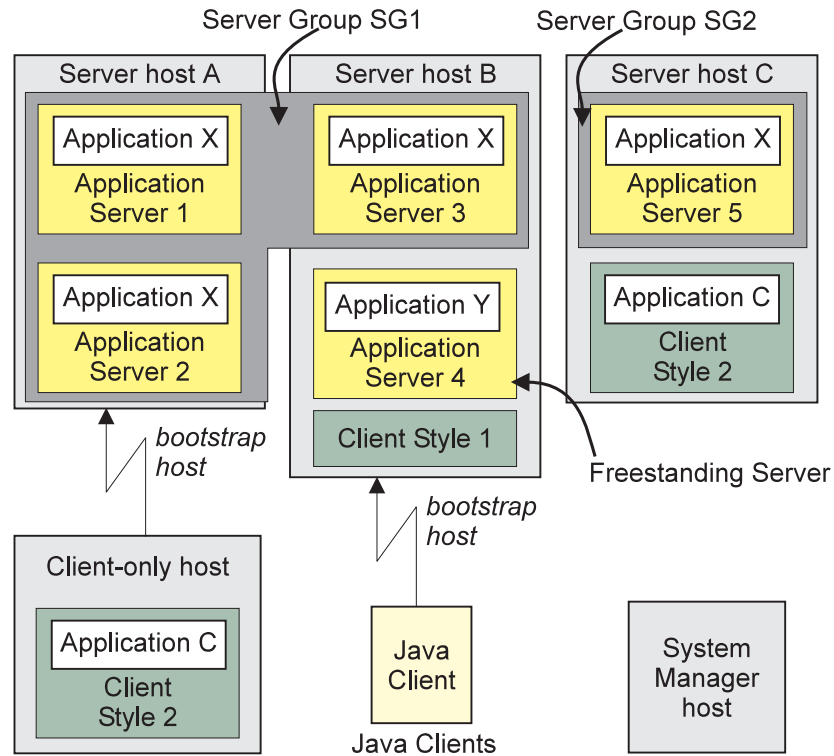 Server Group SG1
Server Group SG2
Server host A
Server host B
Server host C
Application X
Application
Server 1
Application X
Application
Server 3
Application X
Application
Server 5
Application X
Application
Server 2
Application Y
Application
Server 4
Application C
Client
Style 2
Client Style 1
Freestanding Server
bootstrap
host
bootstrap
host
Client-only host
Application C
Client
Style 2
Java
Client
Java Clients
System
Manager
host